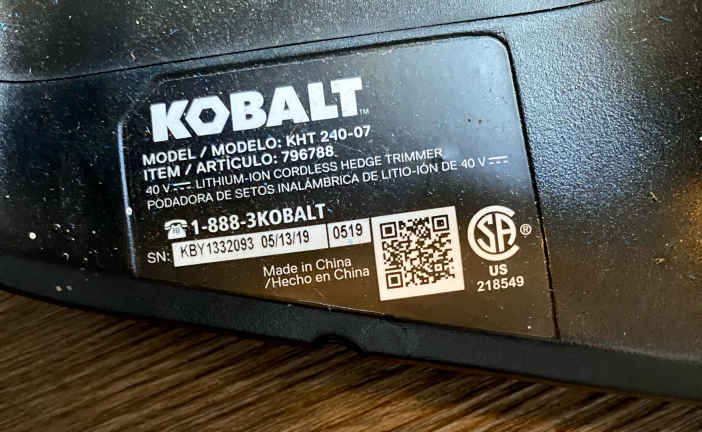 KOBALT™
MODEL / MODELO: KHT 240-07
ITEM / ARTÍCULO: 796788
40 V ⎓ LITHIUM-ION CORDLESS HEDGE TRIMMER
PODADORA DE SETOS INALÁMBRICA DE LITIO-IÓN DE 40 V ⎓
☎1-888-3KOBALT
SN: KBY1332093 05/13/19 0519
Made in China
/Hecho en China
SA ®
US
218549